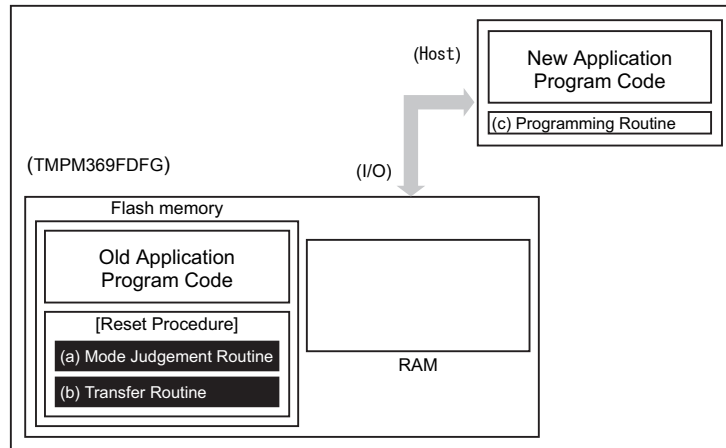 (Host)
New Application
Program Code
(c) Programming Routine
(TMPM369FDFG)
(I/O)
Flash memory
Old Application
Program Code
[Reset Procedure]
(a) Mode Judgement Routine
(b) Transfer Routine
RAM